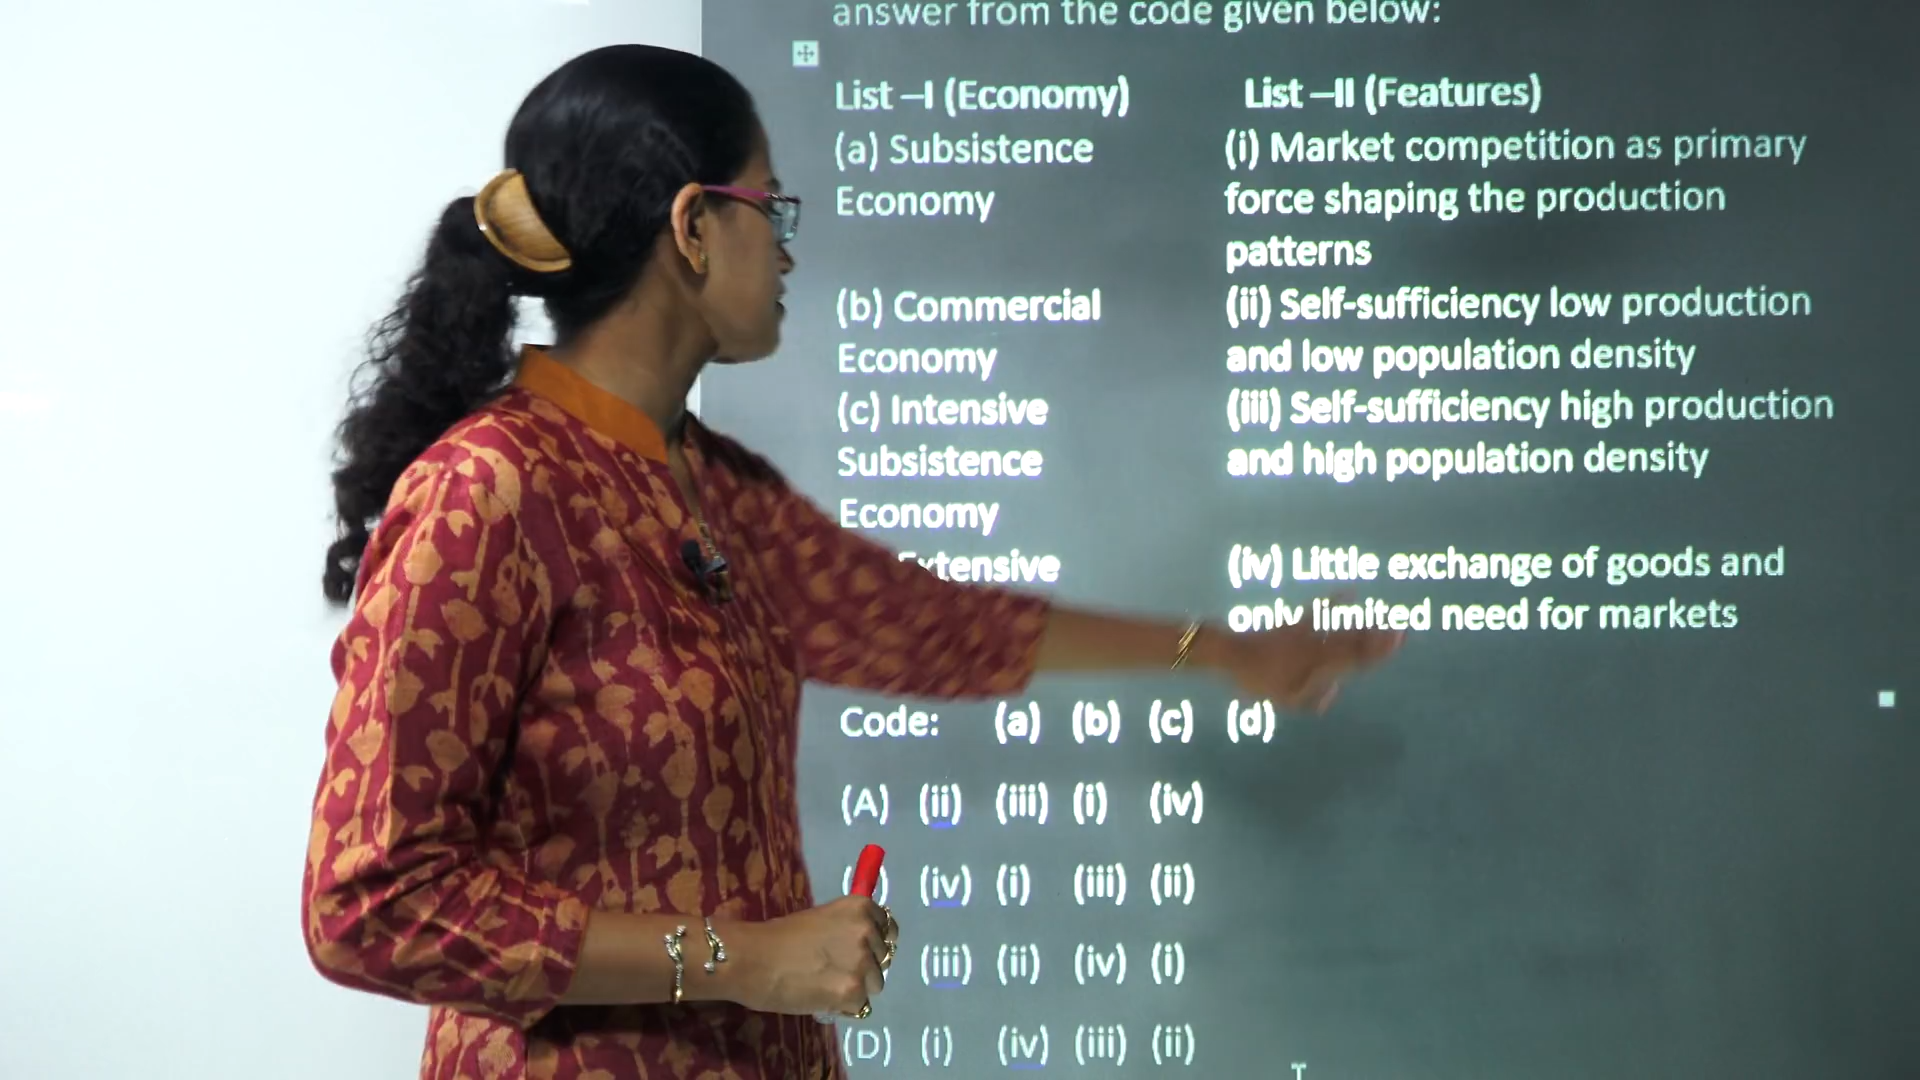 answer from the code given below:
List –I (Economy) List –II (Features)
(a) Subsistence (i) Market competition as primary
Economy force shaping the production
patterns
(b) Commercial (ii) Self-sufficiency low production
Economy and low population density
(c) Intensive (iii) Self-sufficiency high production
Subsistence and high population density
Economy
Extensive (iv) Little exchange of goods and
only limited need for markets
Code: (a) (b) (c) (d)
(A) (ii) (iii) (i) (iv)
(iv) (i) (iii) (ii)
(iii) (ii) (iv) (i)
(D) (i) (iv) (iii) (ii)